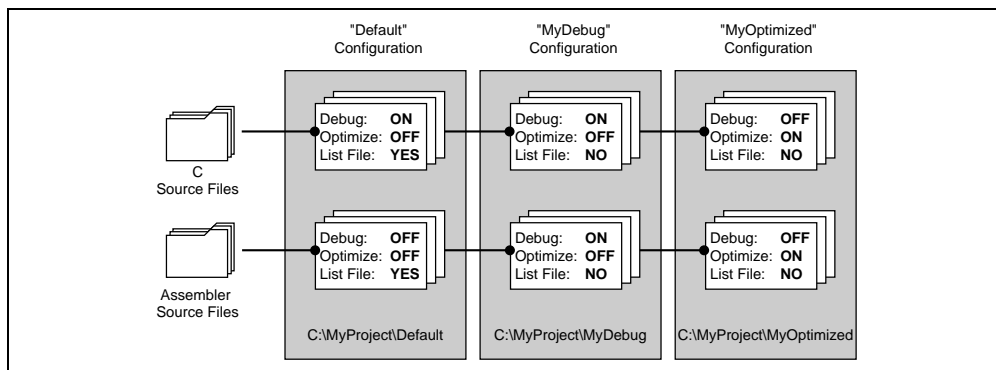 "Default"
Configuration
"MyDebug"
Configuration
"MyOptimized"
Configuration
C
Source Files
Debug: ON
Optimize: OFF
List File: YES
Debug: ON
Optimize: OFF
List File: NO
Debug: OFF
Optimize: ON
List File: NO
Assembler
Source Files
Debug: OFF
Optimize: OFF
List File: YES
Debug: ON
Optimize: OFF
List File: NO
Debug: OFF
Optimize: ON
List File: NO
C:\MyProject\Default
C:\MyProject\MyDebug
C:\MyProject\MyOptimized